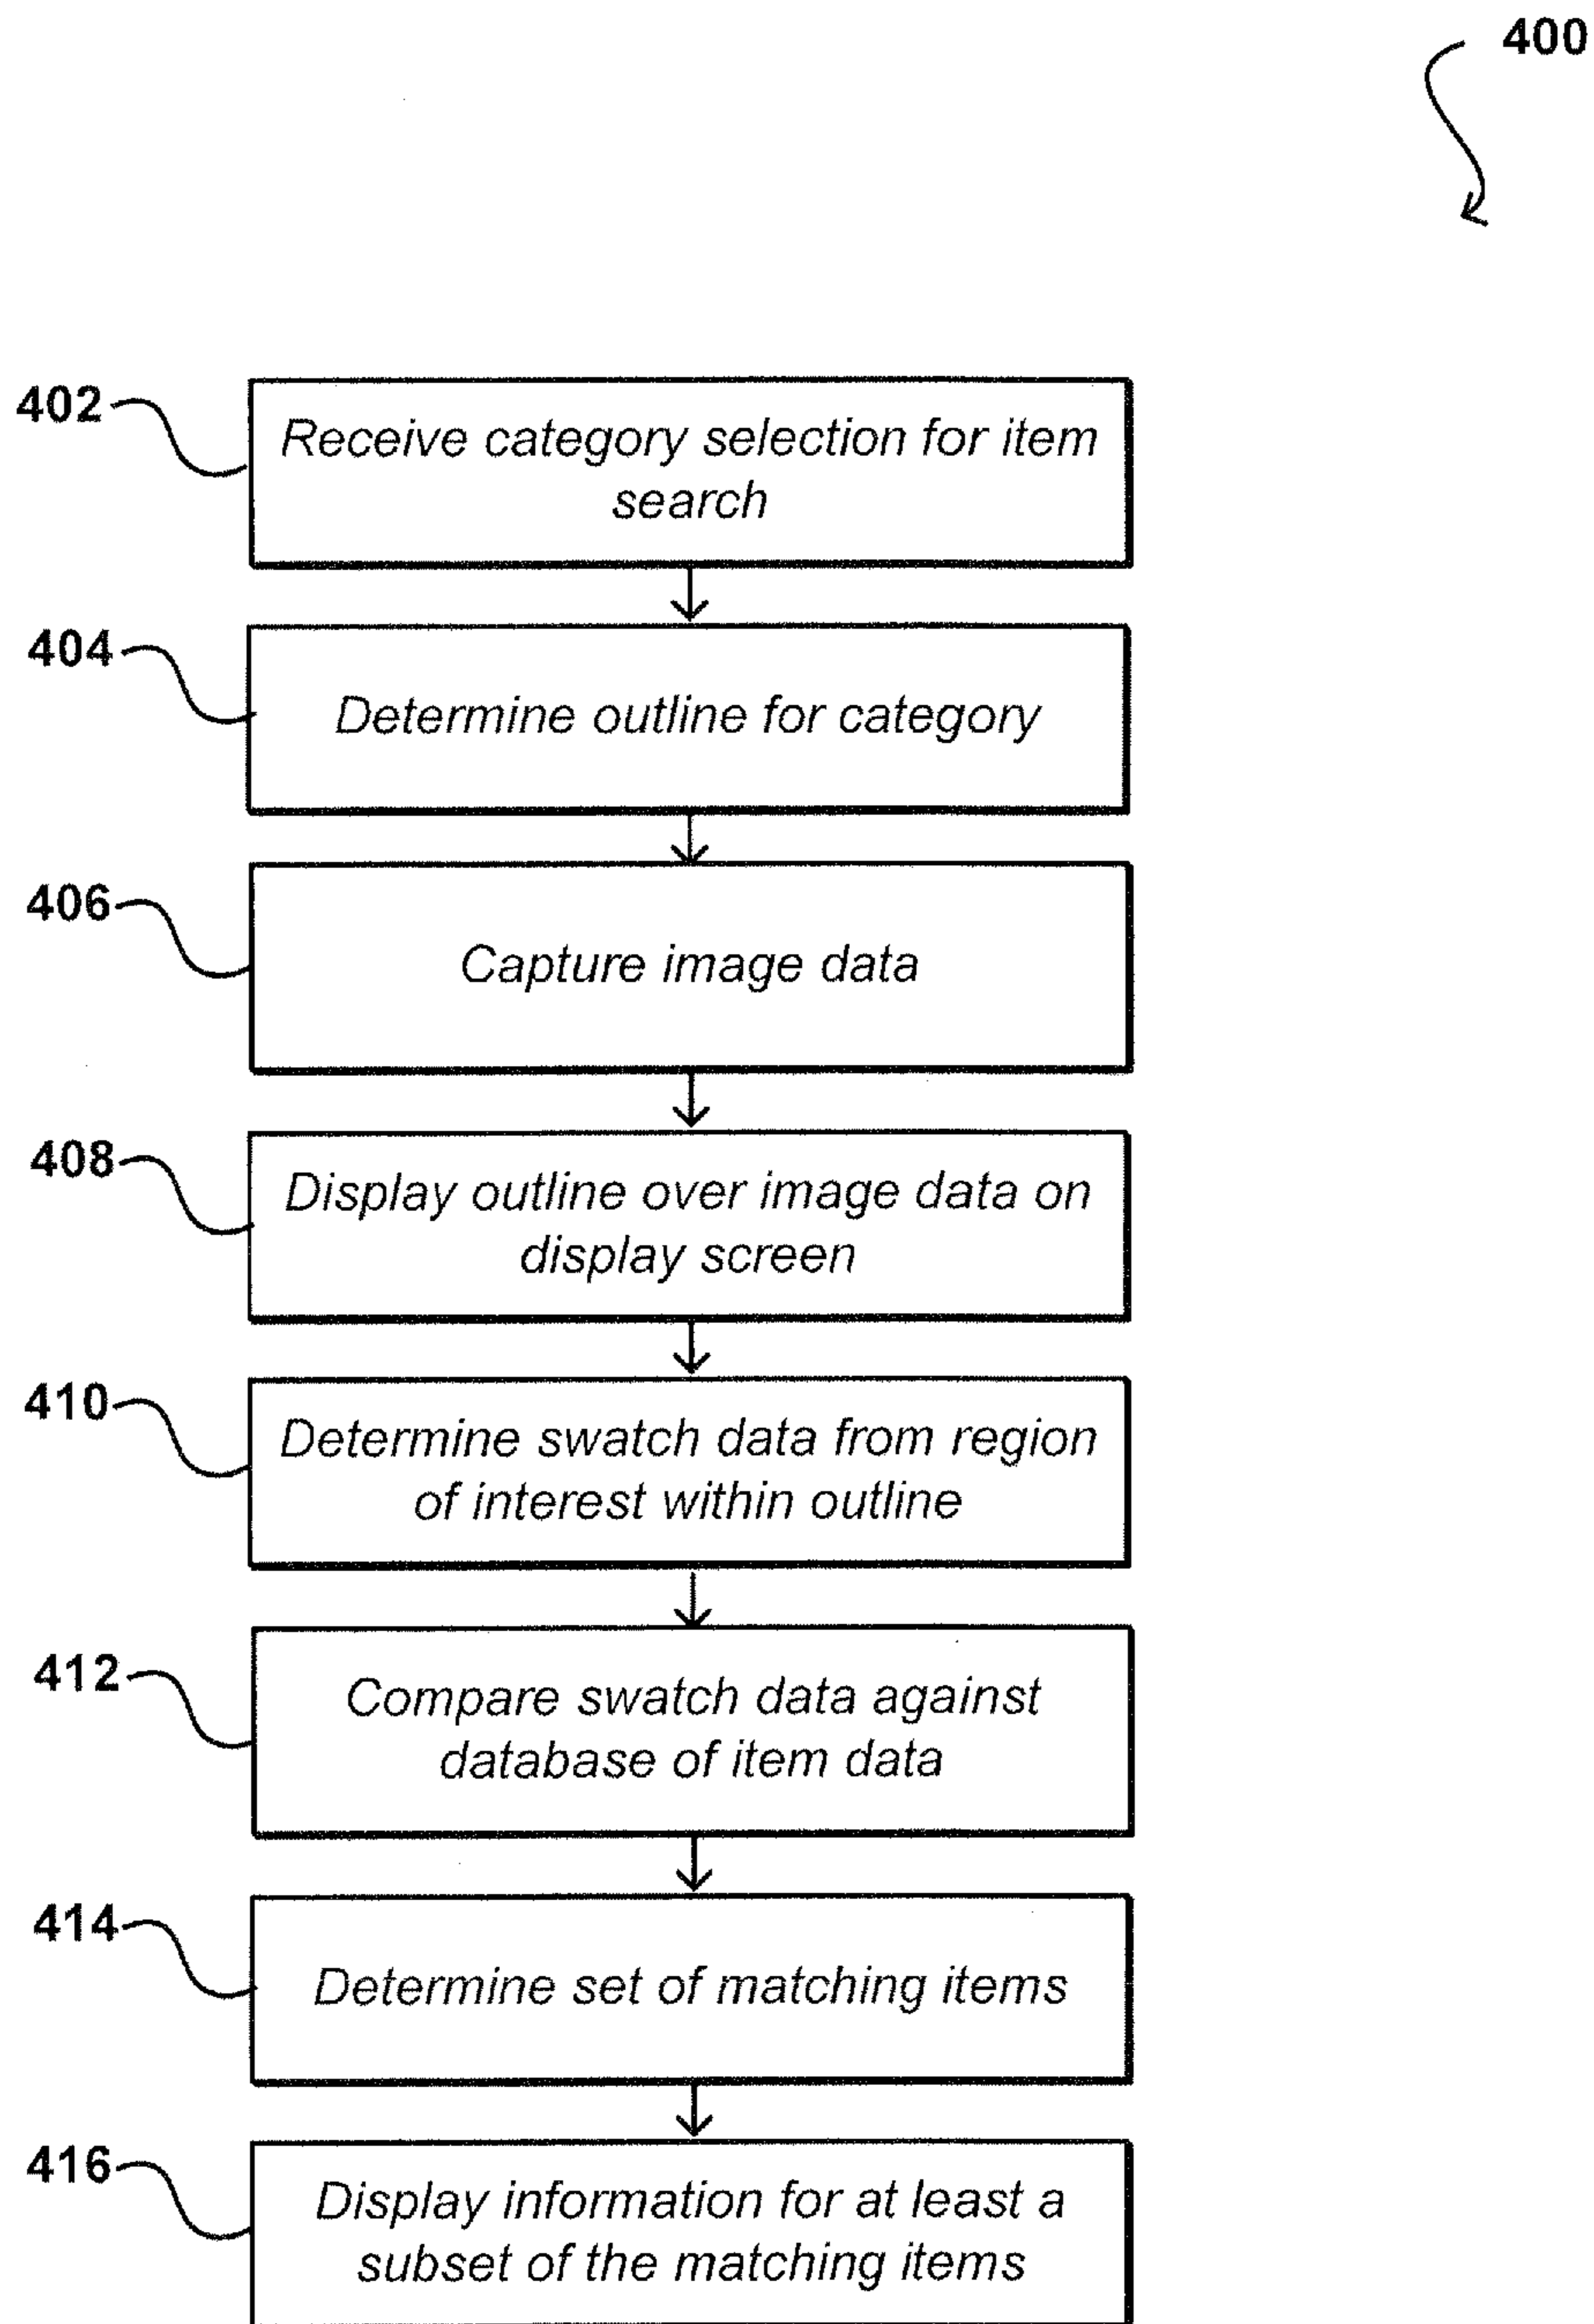 400
402
Receive category selection for item
search
404
Determine outline for category
406
Capture image data
408
Display outline over image data on
display screen
410
Determine swatch data from region
of interest within outline
412
Compare swatch data against
database of item data
414
Determine set of matching items
416
Display information for at least a
subset of the matching items